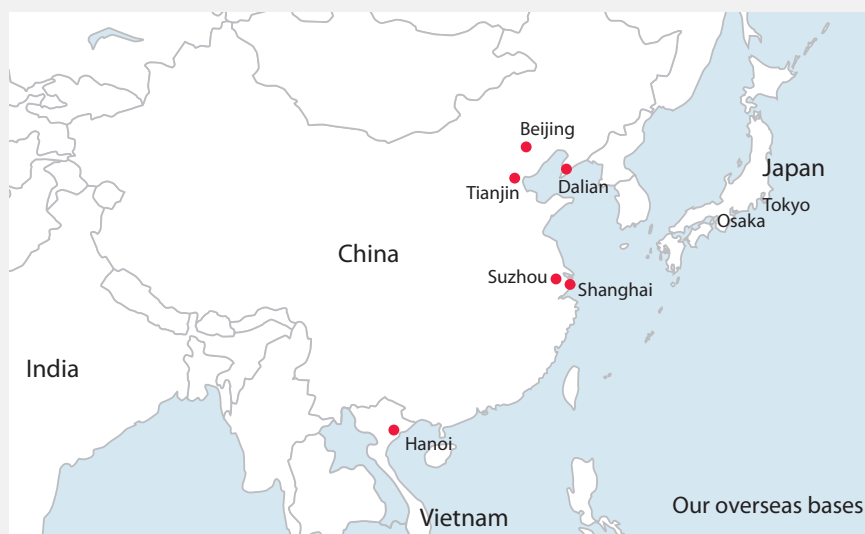 Beijing
Japan
Tianjin
Dalian
Tokyo
Osaka
China
Suzhou
Shanghai
India
Hanoi
Our overseas bases
Vietnam